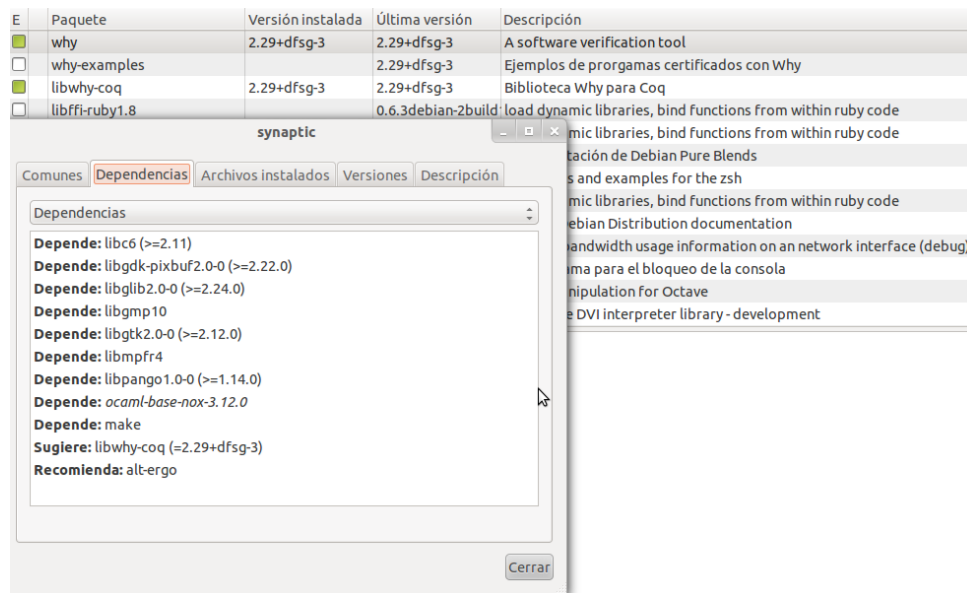 E Paquete Versión instalada Última versión Descripción
why 2.29+dfsg-3 2.29+dfsg-3 A software verification tool
why-examples 2.29+dfsg-3 Ejemplos de prorgamas certificados con Why
libwhy-coq 2.29+dfsg-3 2.29+dfsg-3 Biblioteca Why para Coq
libffi-ruby1.8 0.6.3debian-2build load dynamic libraries, bind functions from within ruby code
synaptic
mic libraries, bind functions from within ruby code
tación de Debian Pure Blends
Comunes Dependencias Archivos instalados Versiones Descripción
s and examples for the zsh
mic libraries, bind functions from within ruby code
Dependencias
ebian Distribution documentation
Depende: libc6 (>=2.11)
andwidth usage information on an network interface (debug)
Depende: libgdk-pixbuf2.0-0 (>=2.22.0)
ama para el bloqueo de la consola
Depende: libglib2.0-0 (>=2.24.0)
nipulation for Octave
Depende: libgmp10
e DVI interpreter library - development
Depende: libgtk2.0-0 (>=2.12.0)
Depende: libmpfr4
Depende: libpango1.0-0 (>=1.14.0)
Depende: ocaml-base-nox-3.12.0
Depende: make
Sugiere: libwhy-coq (=2.29+dfsg-3)
Recomienda: alt-ergo
Cerrar